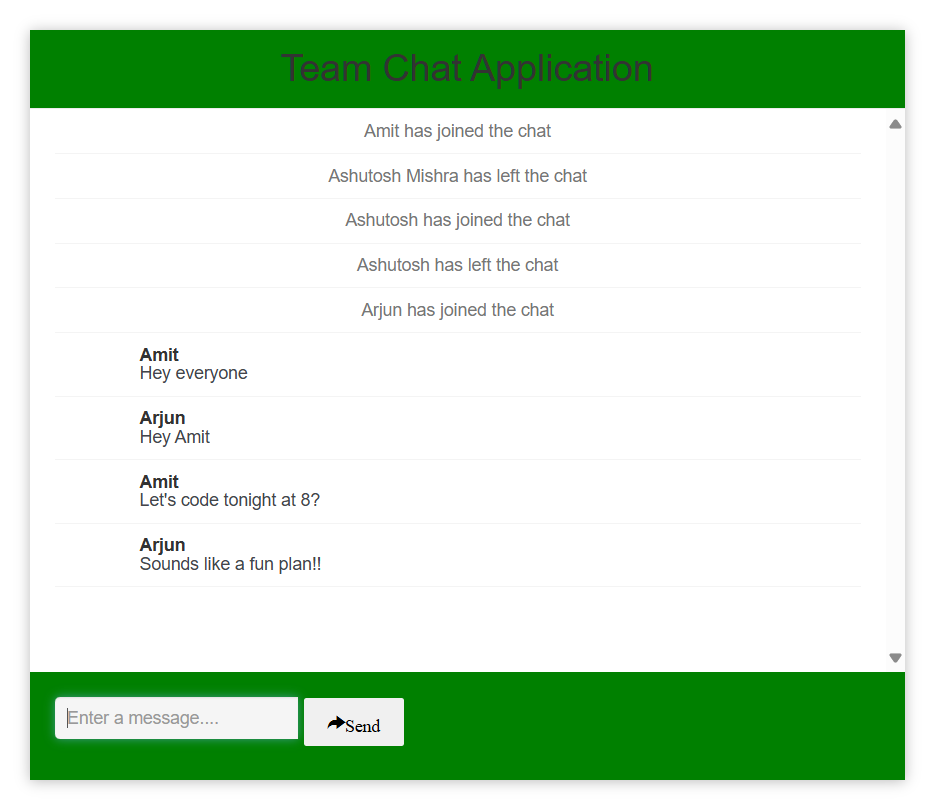 Team Chat Application
Amit has joined the chat
Ashutosh Mishra has left the chat
Ashutosh has joined the chat
Ashutosh has left the chat
Arjun has joined the chat
Amit
Hey everyone
Arjun
Hey Amit
Amit
Let's code tonight at 8?
Arjun
Sounds like a fun plan!!
Enter a message....
Send